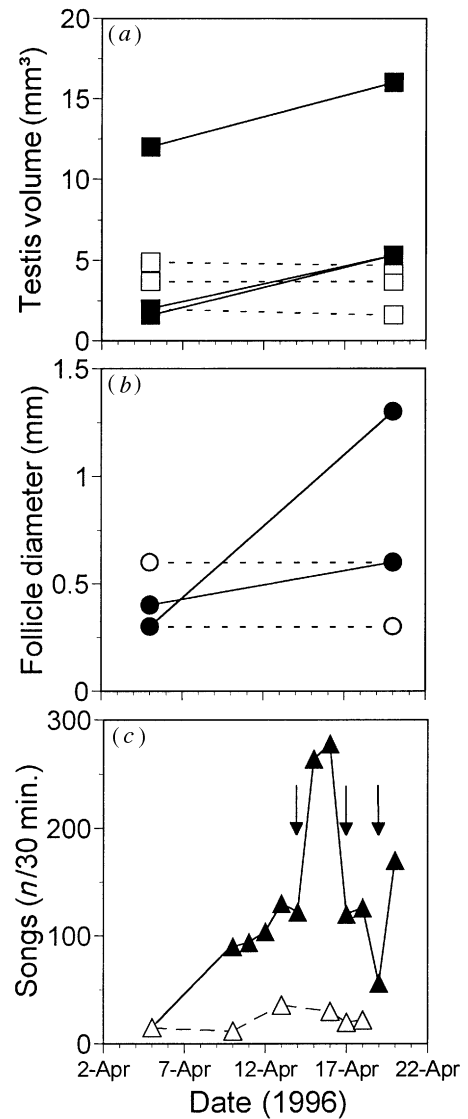 (a)
Testis volume (mm³)
20
15
10
5
0
(b)
Follicle diameter (mm)
1.5
1
0.5
0
(c)
Songs (n/30 min.)
300
200
100
0
2-Apr 7-Apr 12-Apr 17-Apr 22-Apr
Date (1996)